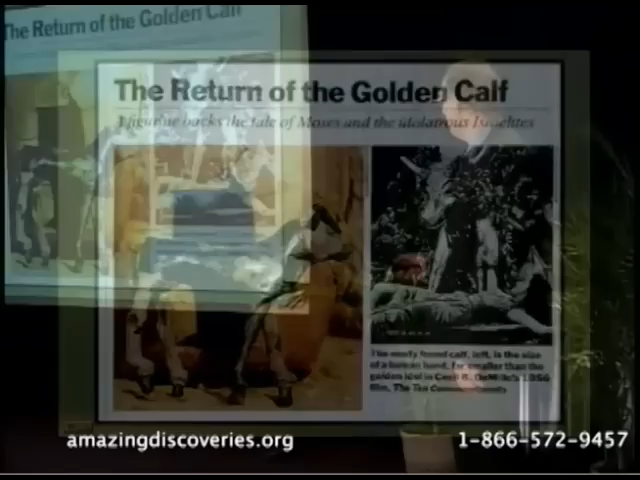 The Return of the Golden Calf
The Return of the Golden Calf
A figurine backs the tale of Moses and the idolatrous Israelites
The newly found calf, left, is the size
of a human hand, far smaller than the
golden idol in Cecil B. DeMille's 1956
film, The Ten Commandments
amazingdiscoveries.org
1-866-572-9457